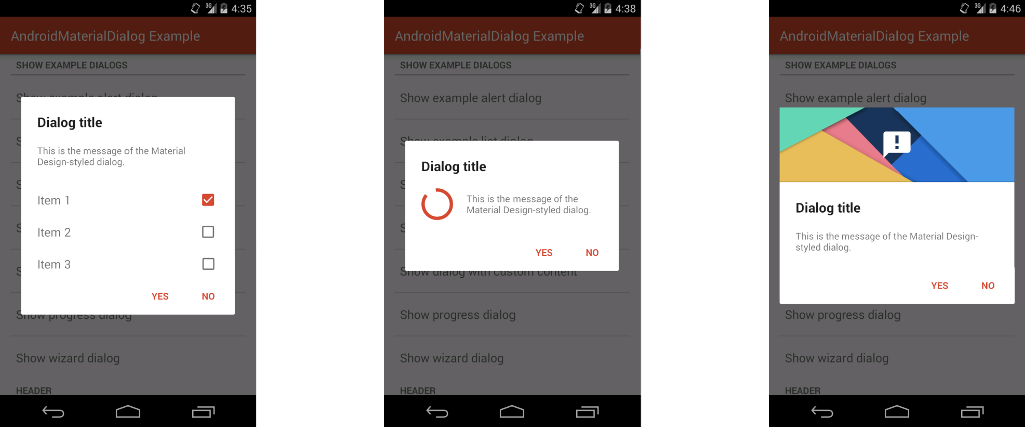 3G 4:35
AndroidMaterialDialog Example
SHOW EXAMPLE DIALOGS
Show example alert dialog
Dialog title
This is the message of the Material
Design-styled dialog.
Item 1
Item 2
Item 3
YES NO
Show progress dialog
Show wizard dialog
HEADER
3G 4:38
AndroidMaterialDialog Example
SHOW EXAMPLE DIALOGS
Show example alert dialog
Show example list dialog
Dialog title
This is the message of the
Material Design-styled dialog.
YES NO
Show dialog with custom content
Show progress dialog
Show wizard dialog
HEADER
3G 4:46
AndroidMaterialDialog Example
SHOW EXAMPLE DIALOGS
Show example alert dialog
!
Dialog title
This is the message of the Material Design-
styled dialog.
YES NO
Show progress dialog
Show wizard dialog
HEADER